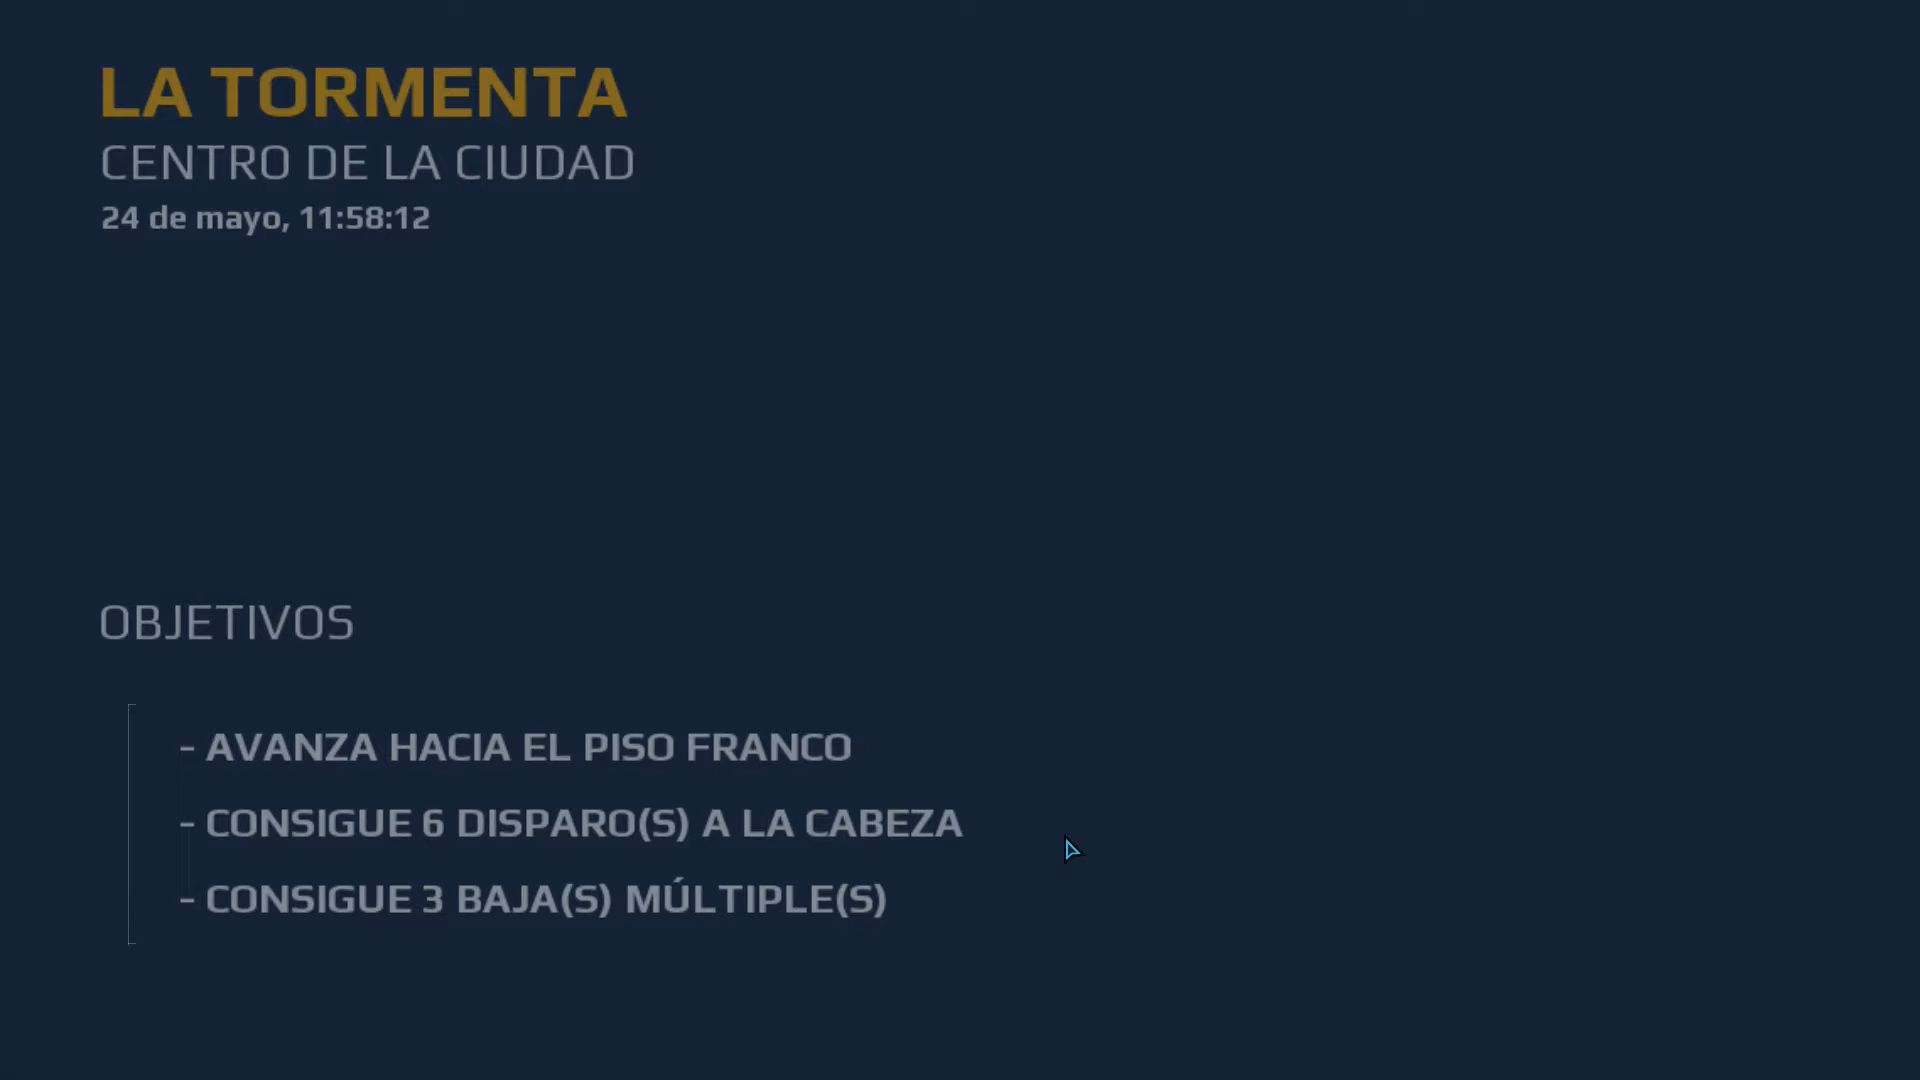 LA TORMENTA
CENTRO DE LA CIUDAD
24 de mayo, 11:58:12
OBJETIVOS
- AVANZA HACIA EL PISO FRANCO
- CONSIGUE 6 DISPARO(S) A LA CABEZA
- CONSIGUE 3 BAJA(S) MÚLTIPLE(S)